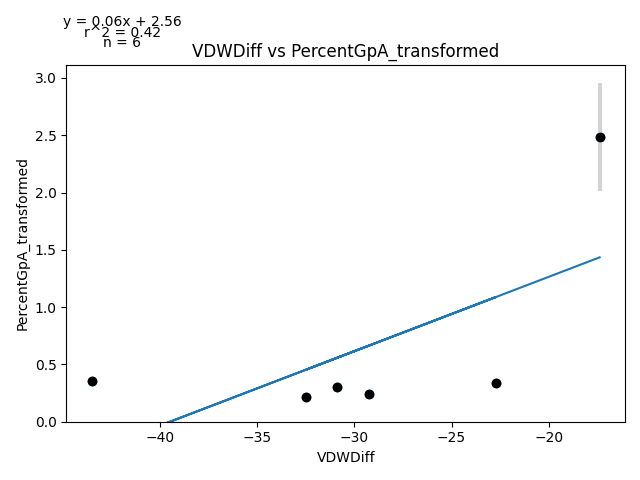 y = 0.06x + 2.56
r^2 = 0.42
n = 6
VDWDiff vs PercentGpA_transformed
3.0
2.5
2.0
1.5
1.0
0.5
0.0
PercentGpA_transformed
−40
−35
−30
−25
−20
VDWDiff